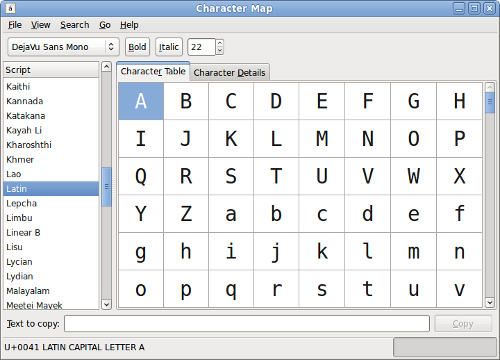 Character Map
File View Search Go Help
DejaVu Sans Mono Bold Italic 22
Script
Kaithi
Kannada
Katakana
Kayah Li
Kharoshthi
Khmer
Lao
Latin
Lepcha
Limbu
Linear B
Lisu
Lycian
Lydian
Malayalam
Meetei Mayek
Character Table Character Details
A B C D E F G H
I J K L M N O P
Q R S T U V W X
Y Z a b c d e f
g h i j k l m n
o p q r s t u v
Text to copy: Copy
U+0041 LATIN CAPITAL LETTER A